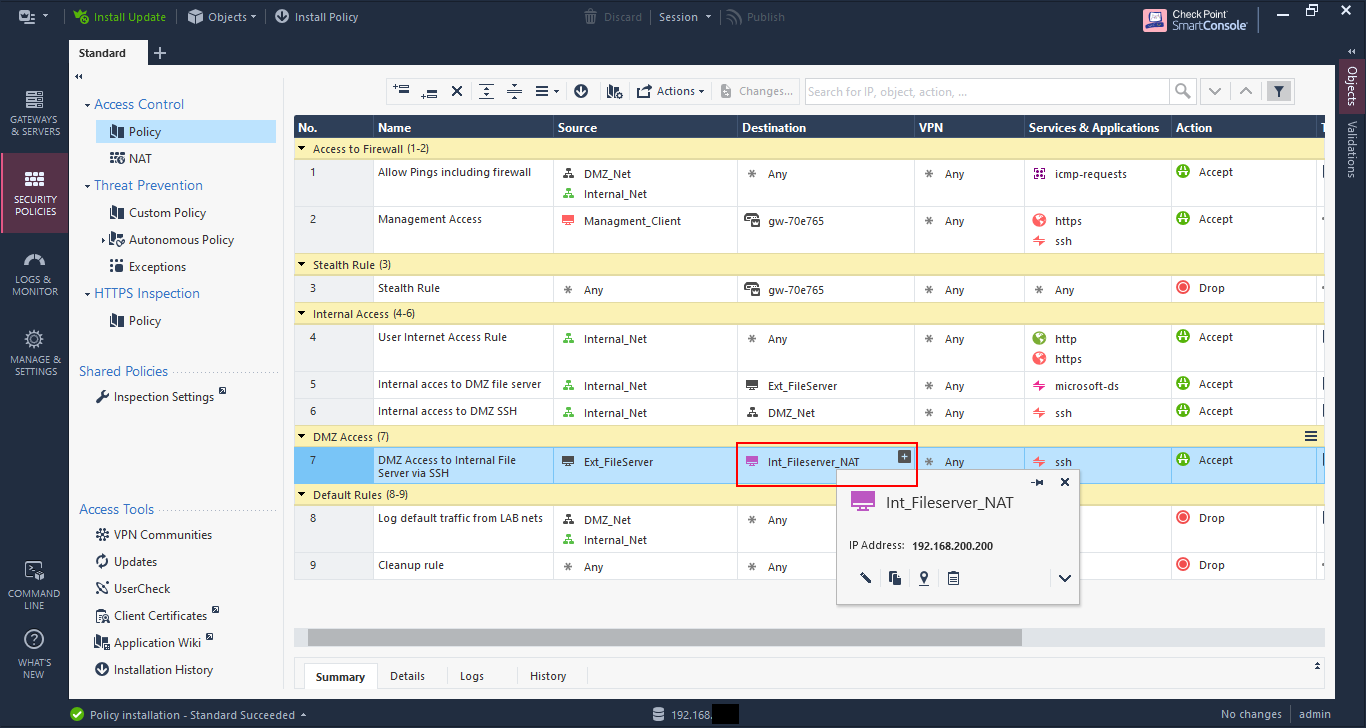 Install Update
Objects
Install Policy
Discard
Session
Publish
Check Point
SmartConsole
Standard
GATEWAYS
& SERVERS
SECURITY
POLICIES
LOGS &
MONITOR
MANAGE &
SETTINGS
COMMAND
LINE
WHAT'S
NEW
Access Control
Policy
NAT
Threat Prevention
Custom Policy
Autonomous Policy
Exceptions
HTTPS Inspection
Policy
Shared Policies
Inspection Settings
Access Tools
VPN Communities
Updates
UserCheck
Client Certificates
Application Wiki
Installation History
Actions
Changes...
Search for IP, object, action, ...
No. Name Source Destination VPN Services & Applications Action
Access to Firewall (1-2)
1 Allow Pings including firewall DMZ_Net Any Any icmp-requests Accept
Internal_Net
2 Management Access Managment_Client gw-70e765 Any https Accept
ssh
Stealth Rule (3)
3 Stealth Rule Any gw-70e765 Any Any Drop
Internal Access (4-6)
4 User Internet Access Rule Internal_Net Any Any http Accept
https
5 Internal acces to DMZ file server Internal_Net Ext_FileServer Any microsoft-ds Accept
6 Internal access to DMZ SSH Internal_Net DMZ_Net Any ssh Accept
DMZ Access (7)
7 DMZ Access to Internal File Ext_FileServer Int_Fileserver_NAT Any ssh Accept
Server via SSH
Default Rules (8-9)
8 Log default traffic from LAB nets DMZ_Net Any Drop
Internal_Net
9 Cleanup rule Any Any Drop
Int_Fileserver_NAT
IP Address: 192.168.200.200
Summary
Details
Logs
History
Objects
Validations
Policy installation - Standard Succeeded
192.168.
No changes
admin